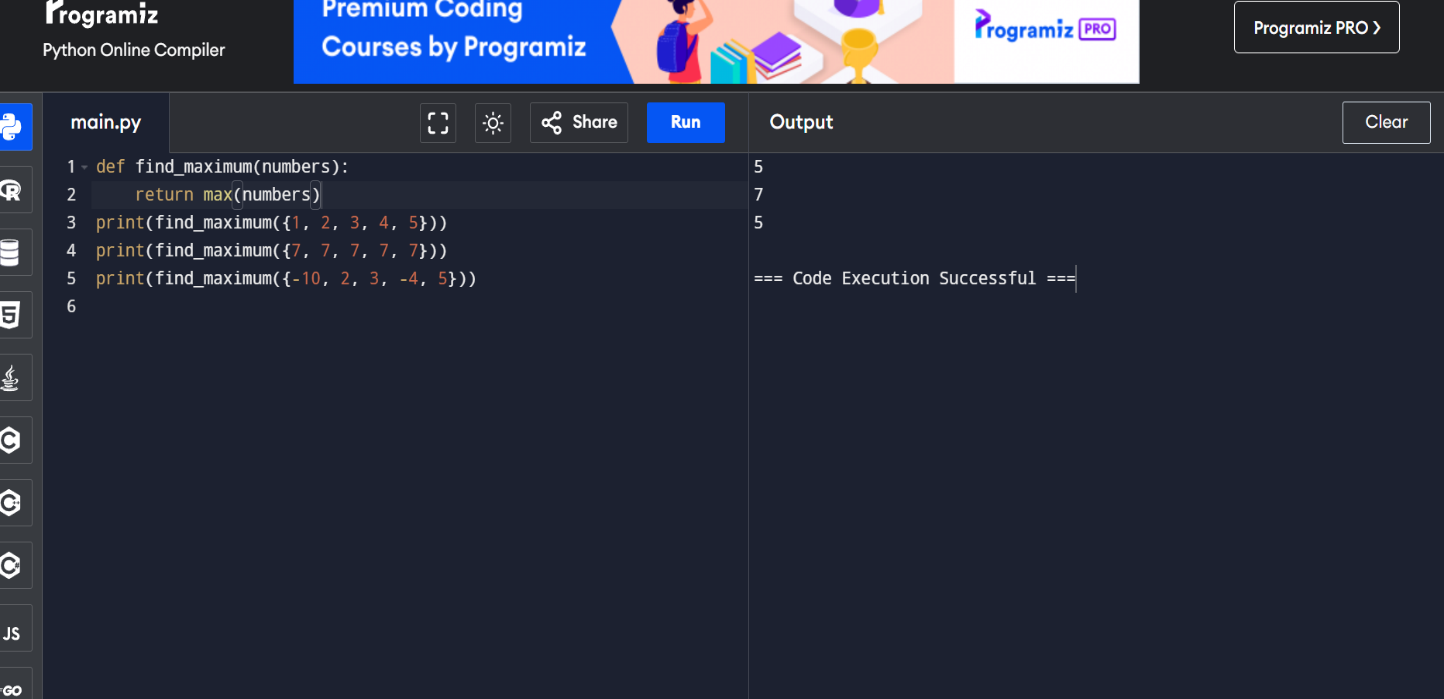 Programiz
Python Online Compiler
Premium Coding
Courses by Programiz
Programiz PRO
Programiz PRO ❯
main.py
Share
Run
Output
Clear
1 def find_maximum(numbers):
2     return max(numbers)
3 print(find_maximum({1, 2, 3, 4, 5}))
4 print(find_maximum({7, 7, 7, 7, 7}))
5 print(find_maximum({-10, 2, 3, -4, 5}))
6
5
7
5
=== Code Execution Successful ===
R
5
C
C
C#
JS
GO